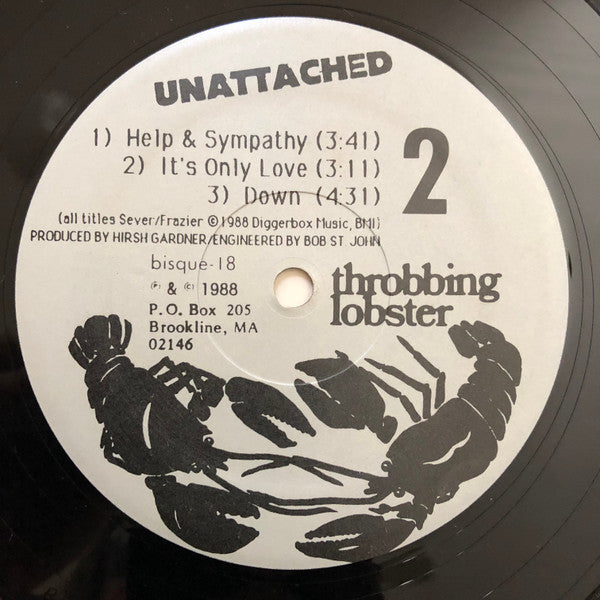 UNATTACHED
1) Help & Sympathy (3:41)
2) It's Only Love (3:11)
3) Down (4:31)
2
(all titles Sever/Frazier ©1988 Diggerbox Music, BMI)
PRODUCED BY HIRSH GARDNER/ENGINEERED BY BOB ST. JOHN
bisque-18
℗ & © 1988
P.O. Box 205
Brookline, MA
02146
throbbing
lobster